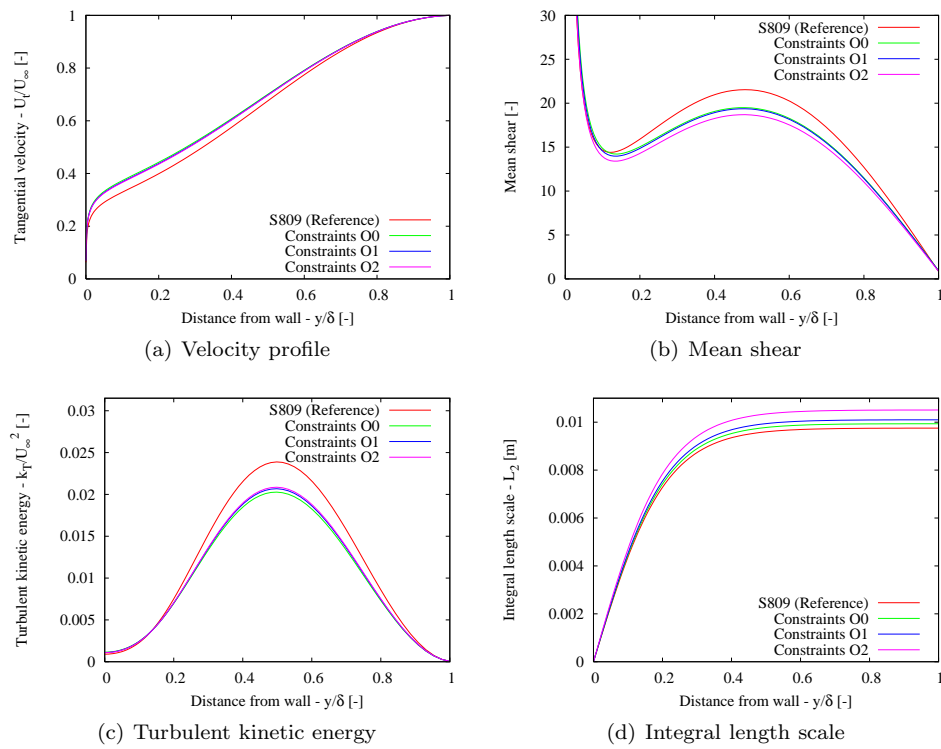 1
0.8
0.6
0.4
0.2
0
Tangential velocity - Uₜ/U∞ [-]
S809 (Reference)
Constraints O0
Constraints O1
Constraints O2
0 0.2 0.4 0.6 0.8 1
Distance from wall - y/δ [-]
(a) Velocity profile
30
25
20
15
10
5
0
Mean shear [-]
S809 (Reference)
Constraints O0
Constraints O1
Constraints O2
0 0.2 0.4 0.6 0.8 1
Distance from wall - y/δ [-]
(b) Mean shear
0.03
0.025
0.02
0.015
0.01
0.005
0
Turbulent kinetic energy - k_T/U∞² [-]
S809 (Reference)
Constraints O0
Constraints O1
Constraints O2
0 0.2 0.4 0.6 0.8 1
Distance from wall - y/δ [-]
(c) Turbulent kinetic energy
0.01
0.008
0.006
0.004
0.002
0
Integral length scale - L₂ [m]
S809 (Reference)
Constraints O0
Constraints O1
Constraints O2
0 0.2 0.4 0.6 0.8 1
Distance from wall - y/δ [-]
(d) Integral length scale